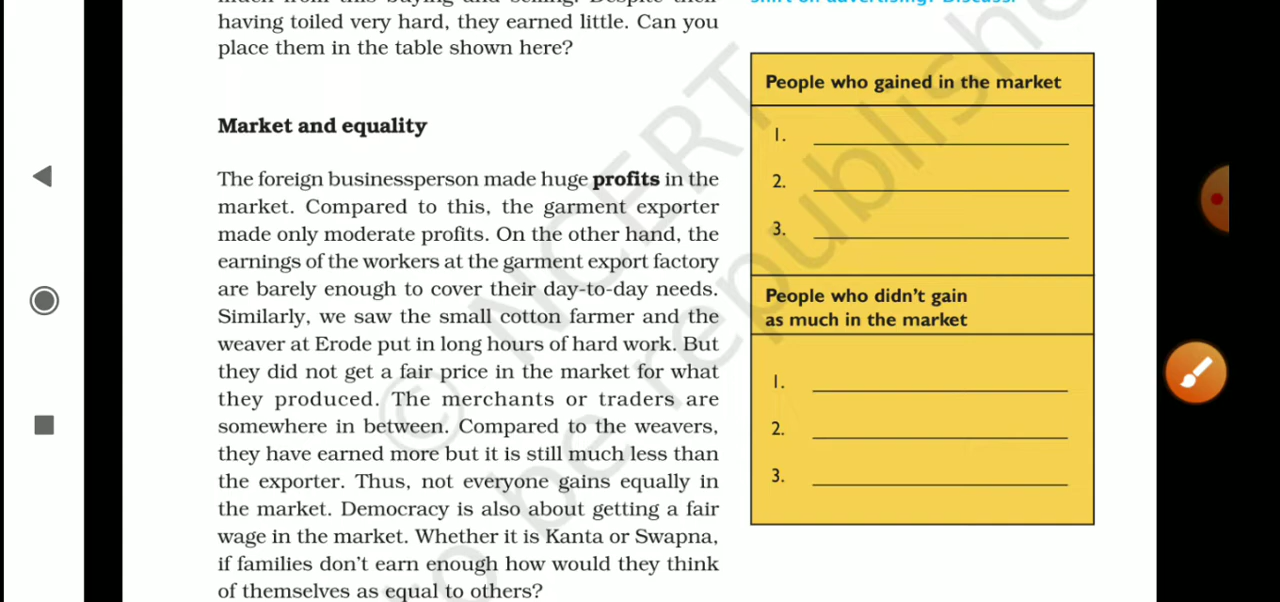 having toiled very hard, they earned little. Can you
place them in the table shown here?
Market and equality
The foreign businessperson made huge profits in the
market. Compared to this, the garment exporter
made only moderate profits. On the other hand, the
earnings of the workers at the garment export factory
are barely enough to cover their day-to-day needs.
Similarly, we saw the small cotton farmer and the
weaver at Erode put in long hours of hard work. But
they did not get a fair price in the market for what
they produced. The merchants or traders are
somewhere in between. Compared to the weavers,
they have earned more but it is still much less than
the exporter. Thus, not everyone gains equally in
the market. Democracy is also about getting a fair
wage in the market. Whether it is Kanta or Swapna,
if families don't earn enough how would they think
of themselves as equal to others?
People who gained in the market
1.
2.
3.
People who didn't gain
as much in the market
1.
2.
3.
© NCERT
to be republished